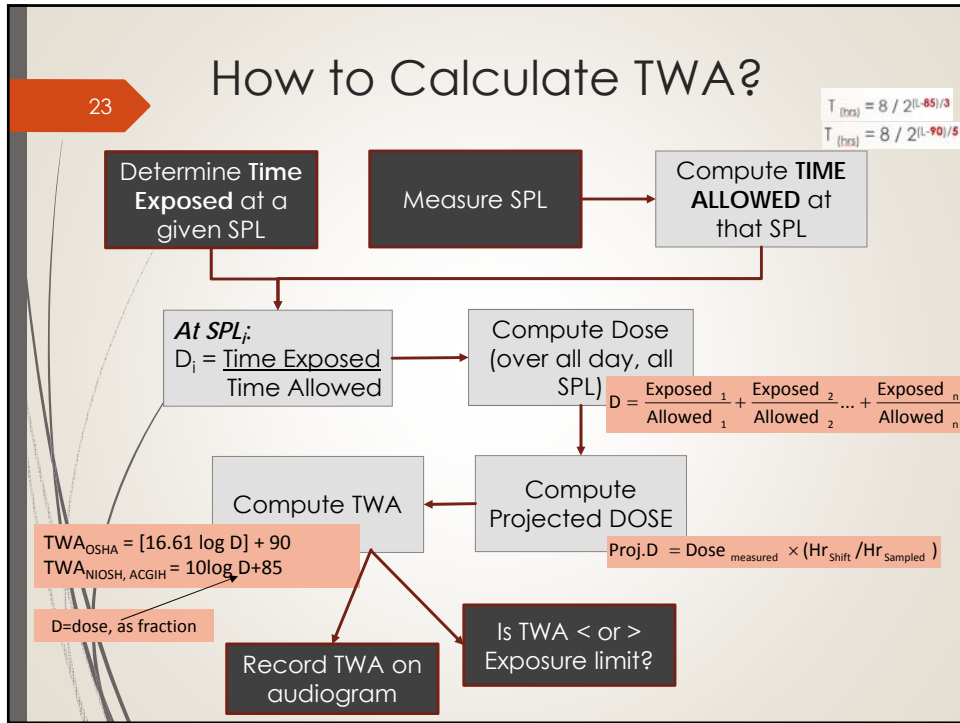 How to Calculate TWA?
23
T (hrs) = 8 / 2(L-85)/3
T (hrs) = 8 / 2(L-90)/5
Determine Time
Exposed at a
given SPL
Measure SPL
Compute TIME
ALLOWED at
that SPL
At SPLi:
Di = Time Exposed
Time Allowed
Compute Dose
(over all day, all
SPL)
D = Exposed 1 / Allowed 1 + Exposed 2 / Allowed 2 ... + Exposed n / Allowed n
Compute TWA
Compute
Projected DOSE
TWAOSHA = [16.61 log D] + 90
TWANIOSH, ACGIH = 10log D+85
Proj.D = Dose measured × (HrShift /HrSampled )
D=dose, as fraction
Record TWA on
audiogram
Is TWA < or >
Exposure limit?